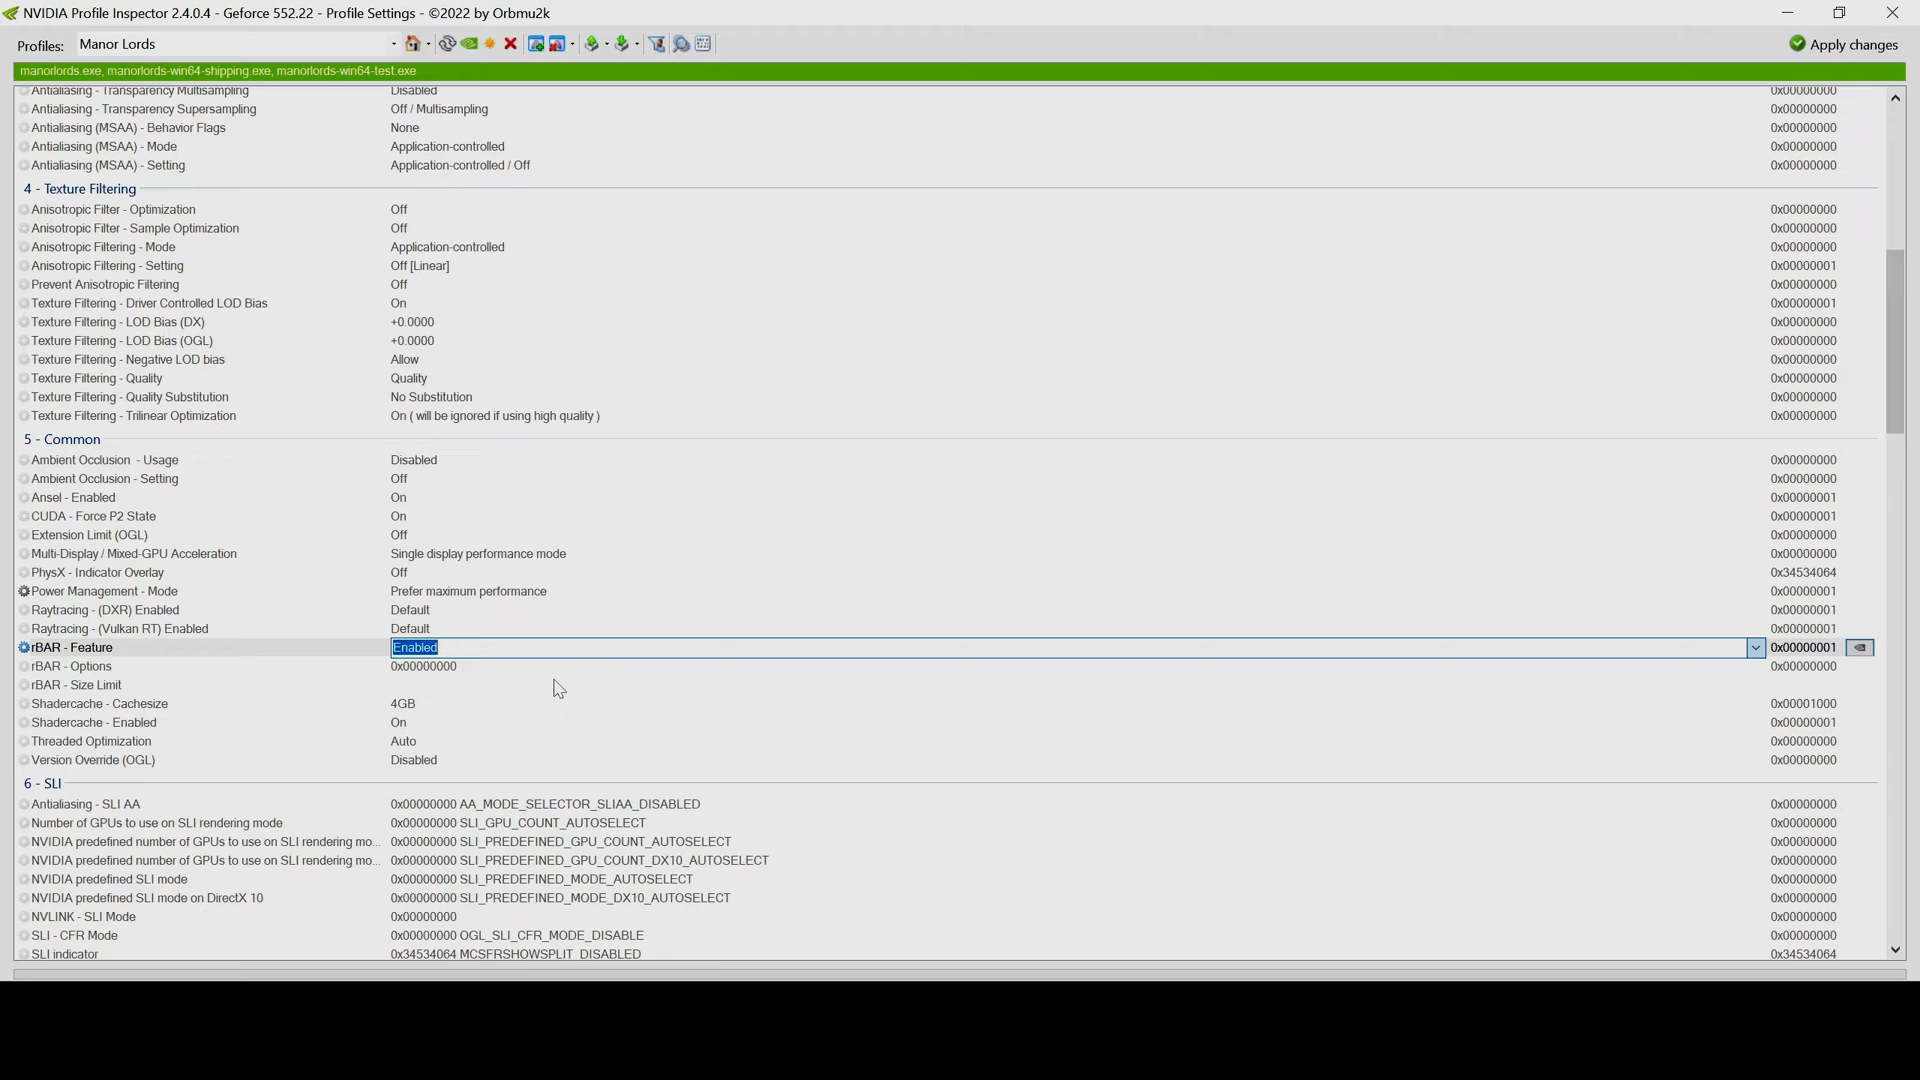 NVIDIA Profile Inspector 2.4.0.4 - Geforce 552.22 - Profile Settings - ©2022 by Orbmu2k
Profiles: Manor Lords Apply changes
manorlords.exe, manorlords-win64-shipping.exe, manorlords-win64-test.exe
Antialiasing - Transparency Multisampling Disabled 0x00000000
Antialiasing - Transparency Supersampling Off / Multisampling 0x00000000
Antialiasing (MSAA) - Behavior Flags None 0x00000000
Antialiasing (MSAA) - Mode Application-controlled 0x00000000
Antialiasing (MSAA) - Setting Application-controlled / Off 0x00000000
4 - Texture Filtering
Anisotropic Filter - Optimization Off 0x00000000
Anisotropic Filter - Sample Optimization Off 0x00000000
Anisotropic Filtering - Mode Application-controlled 0x00000000
Anisotropic Filtering - Setting Off [Linear] 0x00000001
Prevent Anisotropic Filtering Off 0x00000000
Texture Filtering - Driver Controlled LOD Bias On 0x00000001
Texture Filtering - LOD Bias (DX) +0.0000 0x00000000
Texture Filtering - LOD Bias (OGL) +0.0000 0x00000000
Texture Filtering - Negative LOD bias Allow 0x00000000
Texture Filtering - Quality Quality 0x00000000
Texture Filtering - Quality Substitution No Substitution 0x00000000
Texture Filtering - Trilinear Optimization On ( will be ignored if using high quality ) 0x00000000
5 - Common
Ambient Occlusion - Usage Disabled 0x00000000
Ambient Occlusion - Setting Off 0x00000000
Ansel - Enabled On 0x00000001
CUDA - Force P2 State On 0x00000001
Extension Limit (OGL) Off 0x00000000
Multi-Display / Mixed-GPU Acceleration Single display performance mode 0x00000000
PhysX - Indicator Overlay Off 0x34534064
Power Management - Mode Prefer maximum performance 0x00000001
Raytracing - (DXR) Enabled Default 0x00000001
Raytracing - (Vulkan RT) Enabled Default 0x00000001
rBAR - Feature Enabled 0x00000001
rBAR - Options 0x00000000 0x00000000
rBAR - Size Limit
Shadercache - Cachesize 4GB 0x00001000
Shadercache - Enabled On 0x00000001
Threaded Optimization Auto 0x00000000
Version Override (OGL) Disabled 0x00000000
6 - SLI
Antialiasing - SLI AA 0x00000000 AA_MODE_SELECTOR_SLIAA_DISABLED 0x00000000
Number of GPUs to use on SLI rendering mode 0x00000000 SLI_GPU_COUNT_AUTOSELECT 0x00000000
NVIDIA predefined number of GPUs to use on SLI rendering mo... 0x00000000 SLI_PREDEFINED_GPU_COUNT_AUTOSELECT 0x00000000
NVIDIA predefined number of GPUs to use on SLI rendering mo... 0x00000000 SLI_PREDEFINED_GPU_COUNT_DX10_AUTOSELECT 0x00000000
NVIDIA predefined SLI mode 0x00000000 SLI_PREDEFINED_MODE_AUTOSELECT 0x00000000
NVIDIA predefined SLI mode on DirectX 10 0x00000000 SLI_PREDEFINED_MODE_DX10_AUTOSELECT 0x00000000
NVLINK - SLI Mode 0x00000000 0x00000000
SLI - CFR Mode 0x00000000 OGL_SLI_CFR_MODE_DISABLE 0x00000000
SLI indicator 0x34534064 MCSFRSHOWSPLIT_DISABLED 0x34534064